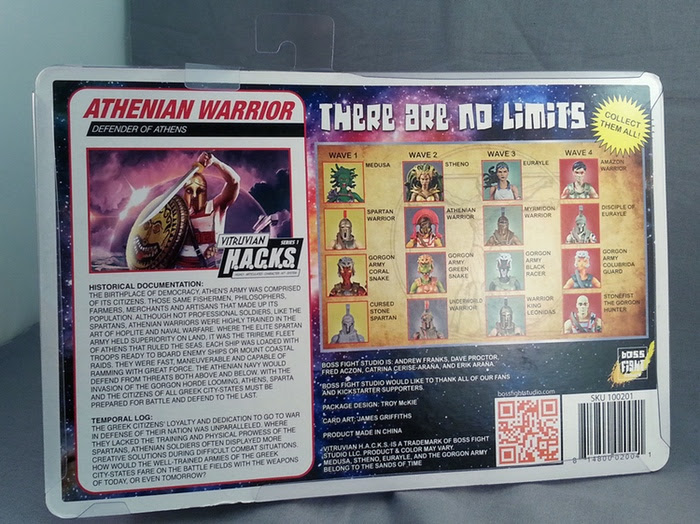 ATHENIAN WARRIOR
DEFENDER OF ATHENS
VITRUVIAN
SERIES 1
H.A.C.K.S.
HISTORICAL DOCUMENTATION:
THE BIRTHPLACE OF DEMOCRACY, ATHEN'S ARMY WAS COMPRISED
OF ITS CITIZENS. THOSE SAME FISHERMEN, PHILOSOPHERS,
FARMERS, MERCHANTS AND ARTISANS THAT MADE UP ITS
POPULATION. ALTHOUGH NOT PROFESSIONAL SOLDIERS, LIKE THE
SPARTANS, ATHENIAN WARRIORS WERE HIGHLY TRAINED IN THE
ART OF HOPLITE AND NAVAL WARFARE. WHERE THE ELITE SPARTAN
ARMY HELD SUPERIORITY ON LAND, IT WAS THE TRIREME FLEET
OF ATHENS THAT RULED THE SEAS. EACH SHIP WAS LOADED WITH
TROOPS READY TO BOARD ENEMY SHIPS OR MOUNT COASTAL
RAIDS. THEY WERE FAST, MANEUVERABLE AND CAPABLE OF
RAMMING WITH GREAT FORCE. THE ATHENIAN NAVY WOULD
DEFEND FROM THREATS BOTH ABOVE AND BELOW. WITH THE
INVASION OF THE GORGON HORDE LOOMING, ATHENS, SPARTA
AND THE CITIZENS OF ALL GREEK CITY-STATES MUST BE
PREPARED FOR BATTLE AND DEFEND TO THE LAST.
TEMPORAL LOG:
THE GREEK CITIZENS' LOYALTY AND DEDICATION TO GO TO WAR
IN DEFENSE OF THEIR NATION WAS UNPARALLELED. WHERE
THEY LACKED THE TRAINING AND PHYSICAL PROWESS OF THE
SPARTANS, ATHENIAN SOLDIERS OFTEN DISPLAYED MORE
CREATIVE SOLUTIONS DURING DIFFICULT COMBAT SITUATIONS.
HOW WOULD THE WELL-TRAINED ARMIES OF THE GREEK
CITY-STATES FARE ON THE BATTLE FIELDS WITH THE WEAPONS
OF TODAY, OR EVEN TOMORROW?
THERE ARE NO LIMITS
COLLECT
THEM ALL!
WAVE 1
MEDUSA
SPARTAN
WARRIOR
GORGON
ARMY
CORAL
SNAKE
CURSED
STONE
SPARTAN
WAVE 2
STHENO
ATHENIAN
WARRIOR
GORGON
ARMY
GREEN
SNAKE
UNDERWORLD
WARRIOR
WAVE 3
EURAYLE
MYRMIDON
WARRIOR
GORGON
ARMY
BLACK
RACER
WARRIOR
KING
LEONIDAS
WAVE 4
AMAZON
WARRIOR
DISCIPLE OF
EURAYLE
GORGON
ARMY
COLUBRIDA
GUARD
STONEFIST
THE GORGON
HUNTER
BOSS FIGHT STUDIO IS: ANDREW FRANKS, DAVE PROCTOR,
FRED ACZON, CATRINA CERISE-ARANA, AND ERIK ARANA.
BOSS FIGHT STUDIO WOULD LIKE TO THANK ALL OF OUR FANS
AND KICKSTARTER SUPPORTERS.
PACKAGE DESIGN: TROY McKIE
CARD ART: JAMES GRIFFITHS
PRODUCT MADE IN CHINA
VITRUVIAN H.A.C.K.S. IS A TRADEMARK OF BOSS FIGHT
STUDIO LLC. PRODUCT & COLOR MAY VARY.
MEDUSA, STHENO, EURAYLE, AND THE GORGON ARMY
BELONG TO THE SANDS OF TIME
bossfightstudio.com
BOSS
FIGHT
SKU 100201
0 14800 02004 1